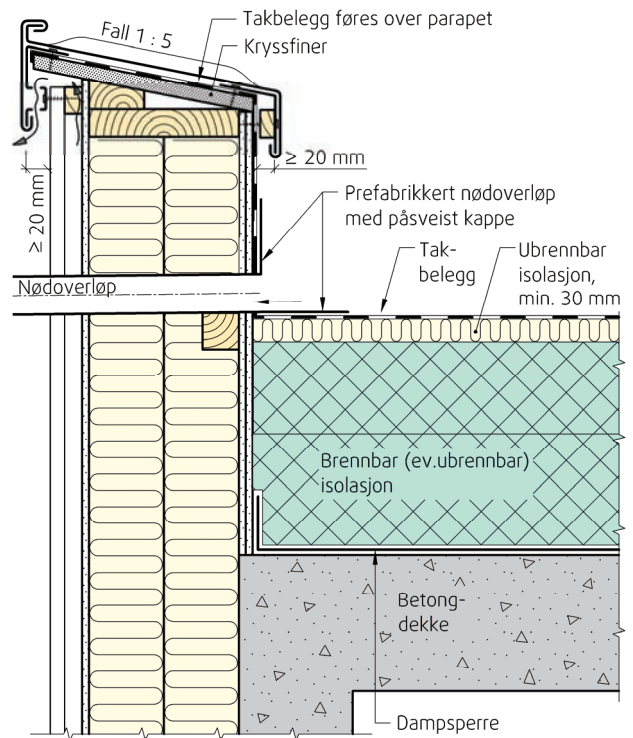 Takbelegg føres over parapet
Fall 1 : 5
Kryssfiner
≥ 20 mm
≥ 20 mm
Prefabrikkert nødoverløp
med påsveist kappe
Tak-
belegg
Ubrennbar
isolasjon,
min. 30 mm
Nødoverløp
Brennbar (ev.ubrennbar)
isolasjon
Betong-
dekke
Dampsperre